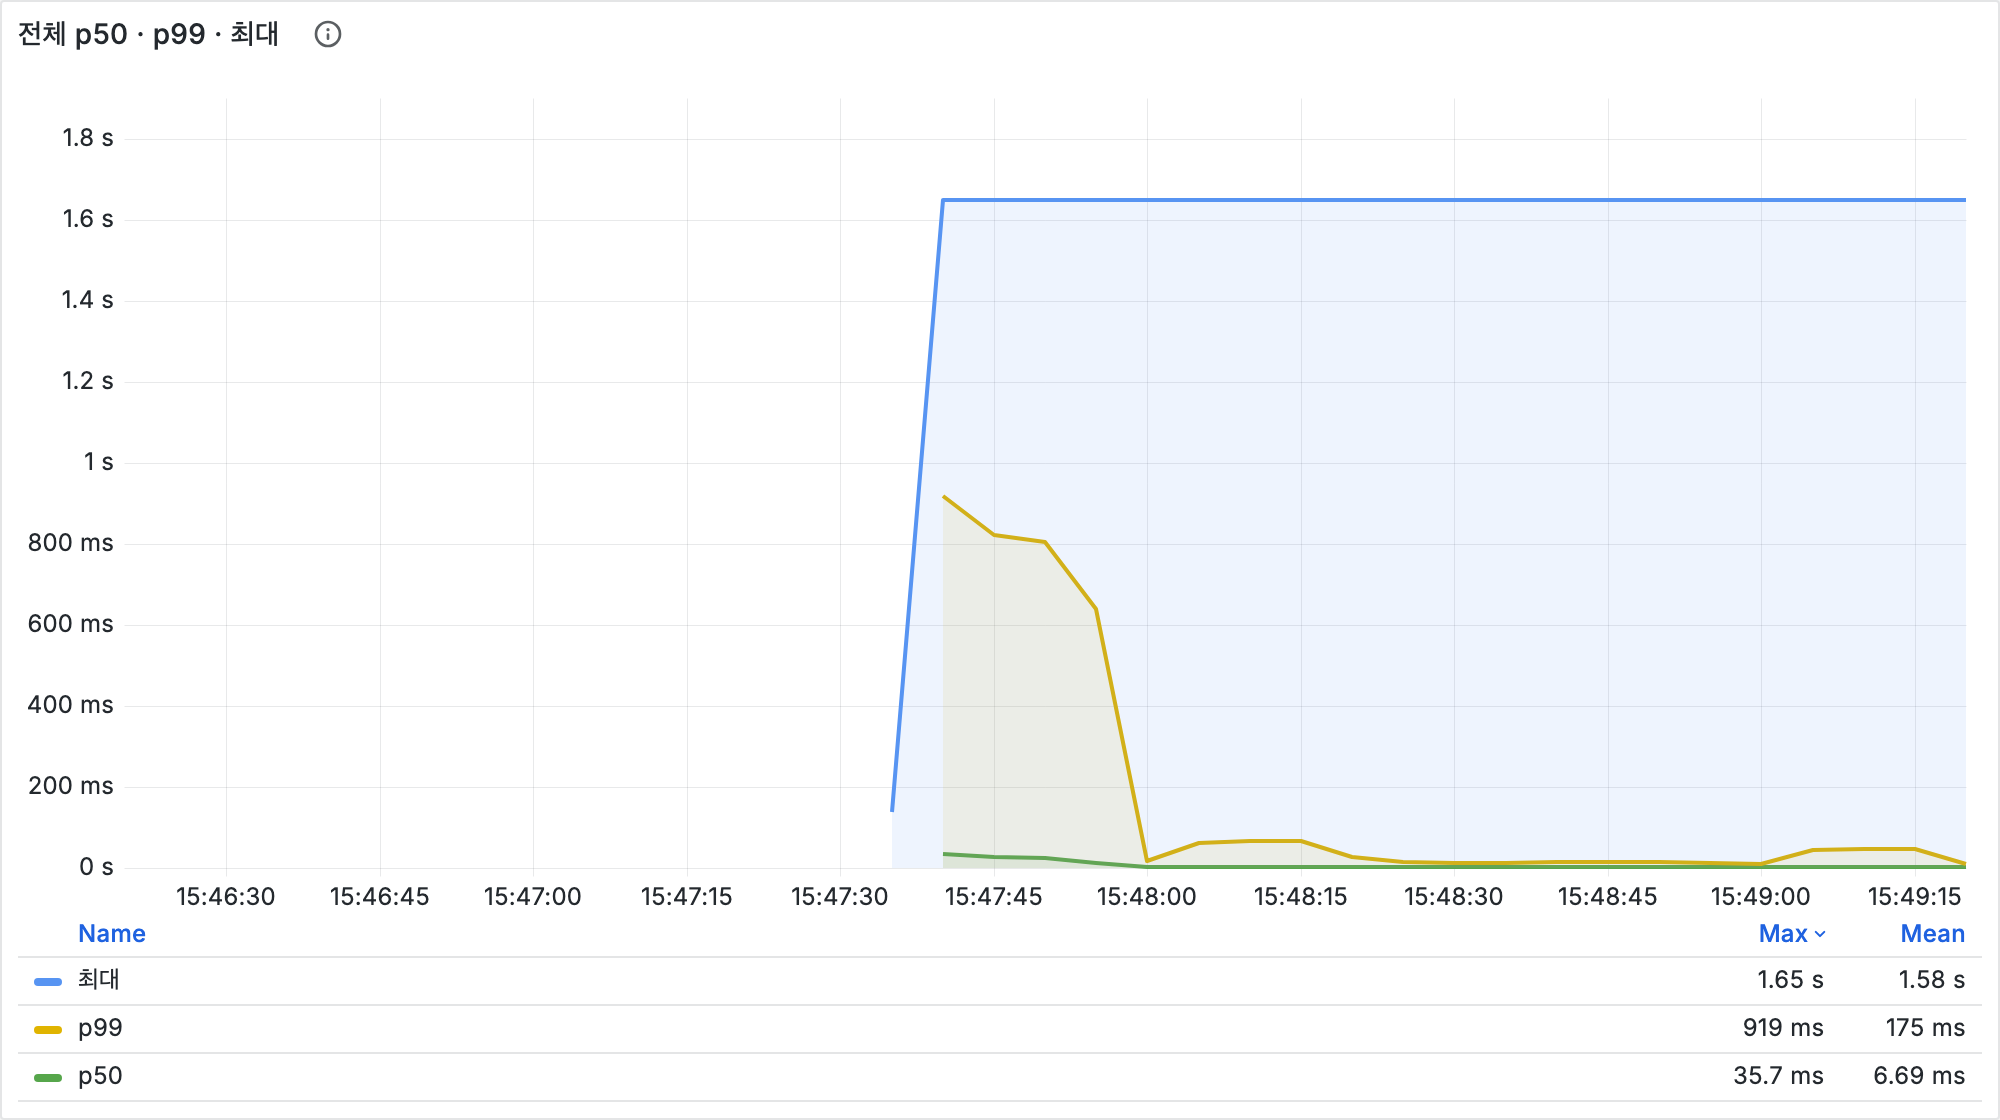 전체 p50 · p99 · 최대
1.8 s
1.6 s
1.4 s
1.2 s
1 s
800 ms
600 ms
400 ms
200 ms
0 s
15:46:30 15:46:45 15:47:00 15:47:15 15:47:30 15:47:45 15:48:00 15:48:15 15:48:30 15:48:45 15:49:00 15:49:15
Name Max Mean
최대 1.65 s 1.58 s
p99 919 ms 175 ms
p50 35.7 ms 6.69 ms